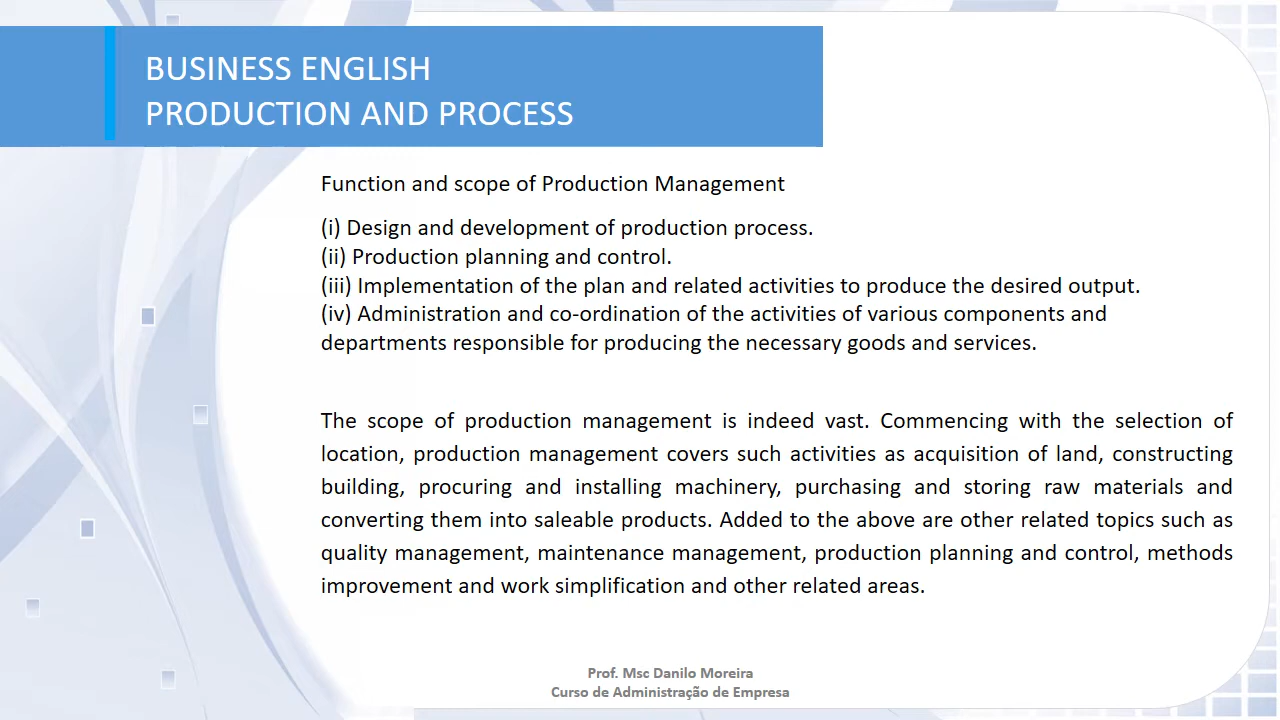 BUSINESS ENGLISH
PRODUCTION AND PROCESS
Function and scope of Production Management
(i) Design and development of production process.
(ii) Production planning and control.
(iii) Implementation of the plan and related activities to produce the desired output.
(iv) Administration and co-ordination of the activities of various components and
departments responsible for producing the necessary goods and services.
The scope of production management is indeed vast. Commencing with the selection of
location, production management covers such activities as acquisition of land, constructing
building, procuring and installing machinery, purchasing and storing raw materials and
converting them into saleable products. Added to the above are other related topics such as
quality management, maintenance management, production planning and control, methods
improvement and work simplification and other related areas.
Prof. Msc Danilo Moreira
Curso de Administração de Empresa